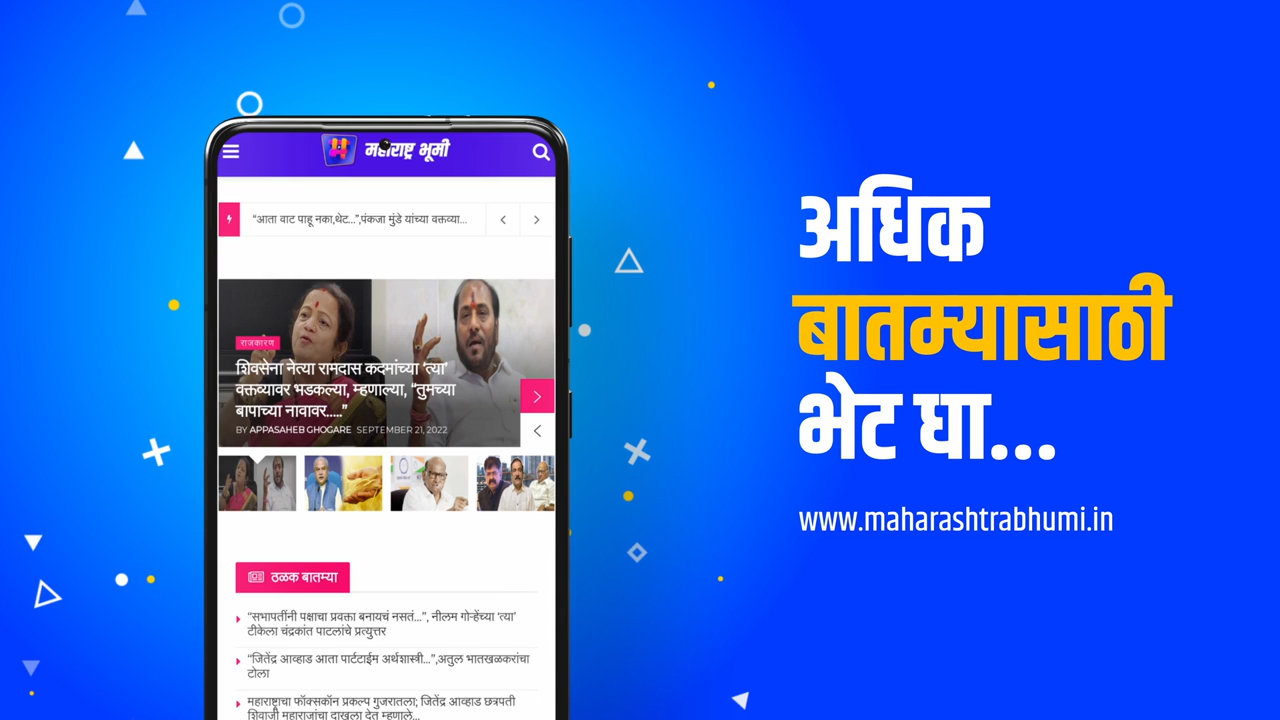 महाराष्ट्र भूमी
“आता वाट पाहू नका,थेट...”,पंकजा मुंडे यांच्या वक्तव्या...
राजकारण
शिवसेना नेत्या रामदास कदमांच्या ‘त्या’
वक्तव्यावर भडकल्या, म्हणाल्या, “तुमच्या
बापाच्या नावावर.....”
BY APPASAHEB GHOGARE SEPTEMBER 21, 2022
ठळक बातम्या
“सभापतींनी पक्षाचा प्रवक्ता बनायचं नसतं...”, नीलम गोऱ्हेंच्या ‘त्या’
टीकेला चंद्रकांत पाटलांचे प्रत्युत्तर
“जितेंद्र आव्हाड आता पार्टटाईम अर्थशास्त्री...”,अतुल भातखळकरांचा
टोला
महाराष्ट्राचा फॉक्सकॉन प्रकल्प गुजरातला; जितेंद्र आव्हाड छत्रपती
शिवाजी महाराजांचा दाखला देत म्हणाले...
अधिक
बातम्यासाठी
भेट घा...
www.maharashtrabhumi.in